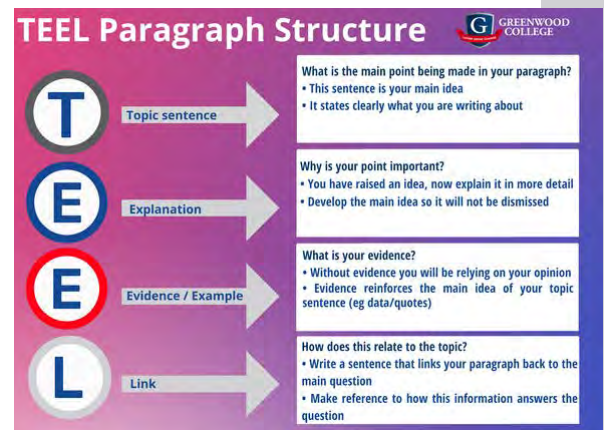 TEEL Paragraph Structure
G
GREENWOOD
COLLEGE
T
Topic sentence
What is the main point being made in your paragraph?
• This sentence is your main idea
• It states clearly what you are writing about
E
Explanation
Why is your point important?
• You have raised an idea, now explain it in more detail
• Develop the main idea so it will not be dismissed
E
Evidence / Example
What is your evidence?
• Without evidence you will be relying on your opinion
• Evidence reinforces the main idea of your topic
sentence (eg data/quotes)
L
Link
How does this relate to the topic?
• Write a sentence that links your paragraph back to the
main question
• Make reference to how this information answers the
question